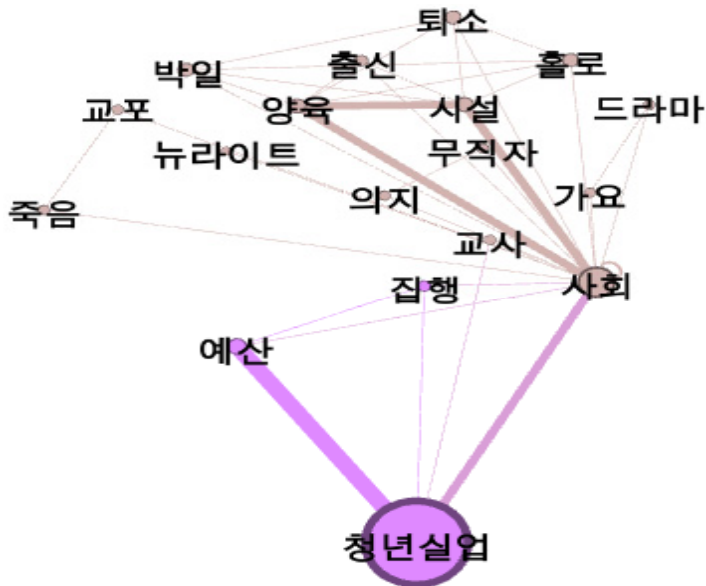 퇴소
박일
출신
홀로
교포
양육
시설
드라마
뉴라이트
무직자
죽음
의지
가요
교사
집행
사회
예산
청년실업